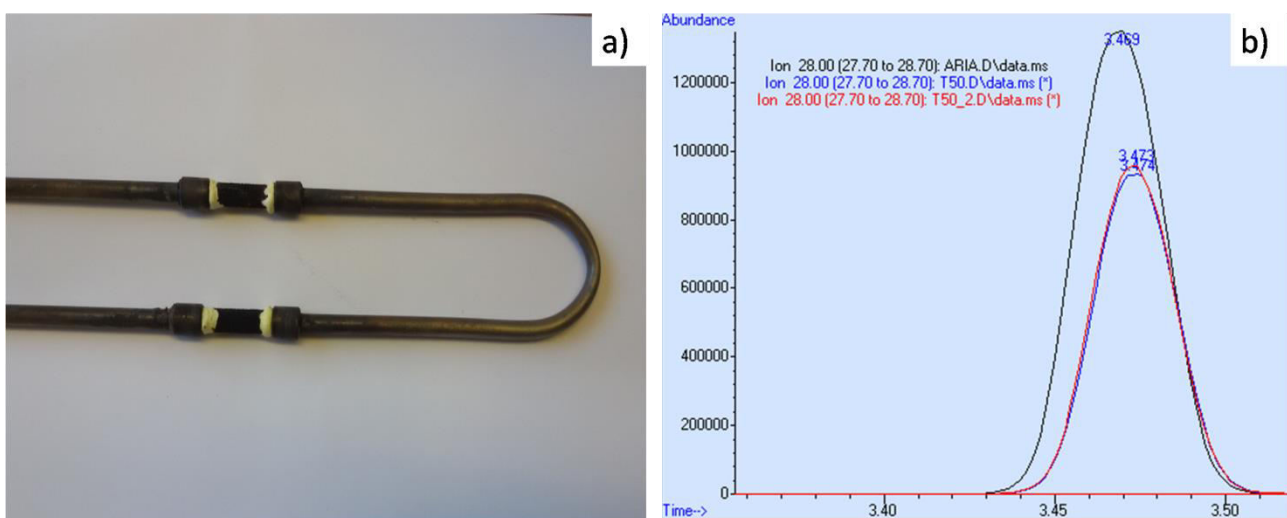 a)
b)
Abundance
3.469
Ion 28.00 (27.70 to 28.70): ARIA.D\data.ms
Ion 28.00 (27.70 to 28.70): T50.D\data.ms (*)
Ion 28.00 (27.70 to 28.70): T50_2.D\data.ms (*)
1200000
1000000
3.473
3.474
800000
600000
400000
200000
0
Time-->
3.40
3.45
3.50